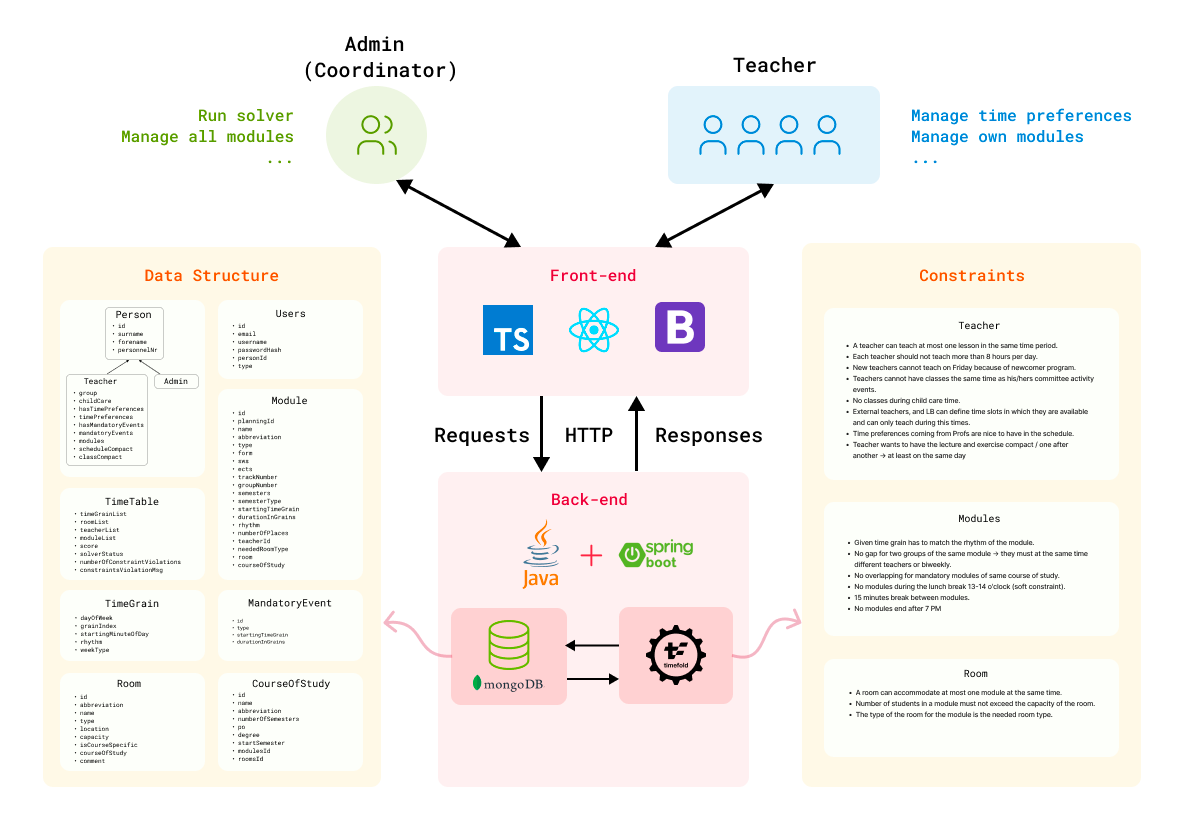 Admin
(Coordinator)
Run solver
Manage all modules
...
Teacher
Manage time preferences
Manage own modules
...
Data Structure
Person
• id
• surname
• forename
• personnelNr
Teacher
• group
• childCare
• hasTimePreferences
• timePreferences
• hasMandatoryEvents
• mandatoryEvents
• modules
• scheduleCompact
• classCompact
Admin
Users
• id
• email
• username
• passwordHash
• personId
• type
Module
• id
• planningId
• name
• abbreviation
• type
• form
• sws
• ects
• trackNumber
• groupNumber
• semesters
• semesterType
• startingTimeGrain
• durationInGrains
• rhythm
• numberOfPlaces
• teacherId
• neededRoomType
• room
• courseOfStudy
TimeTable
• timeGrainList
• roomList
• teacherList
• moduleList
• score
• solverStatus
• numberOfConstraintViolations
• constraintsViolationMsg
TimeGrain
• dayOfWeek
• grainIndex
• startingMinuteOfDay
• rhythm
• weekType
MandatoryEvent
• id
• type
• startingTimeGrain
• durationInGrains
Room
• id
• abbreviation
• name
• type
• location
• capacity
• isCourseSpecific
• courseOfStudy
• comment
CourseOfStudy
• id
• name
• abbreviation
• numberOfSemesters
• po
• degree
• startSemester
• modulesId
• roomsId
Front-end
TS
B
Requests
HTTP
Responses
Back-end
Java
+
spring
boot
mongoDB
timefold
Constraints
Teacher
• A teacher can teach at most one lesson in the same time period.
• Each teacher should not teach more than 8 hours per day.
• New teachers cannot teach on Friday because of newcomer program.
• Teachers cannot have classes the same time as his/hers committee activity
events.
• No classes during child care time.
• External teachers, and LB can define time slots in which they are available
and can only teach during this times.
• Time preferences coming from Profs are nice to have in the schedule.
• Teacher wants to have the lecture and exercise compact / one after
another → at least on the same day
Modules
• Given time grain has to match the rhythm of the module.
• No gap for two groups of the same module → they must at the same time
different teachers or biweekly.
• No overlapping for mandatory modules of same course of study.
• No modules during the lunch break 13-14 o'clock (soft constraint).
• 15 minutes break between modules.
• No modules end after 7 PM
Room
• A room can accommodate at most one module at the same time.
• Number of students in a module must not exceed the capacity of the room.
• The type of the room for the module is the needed room type.